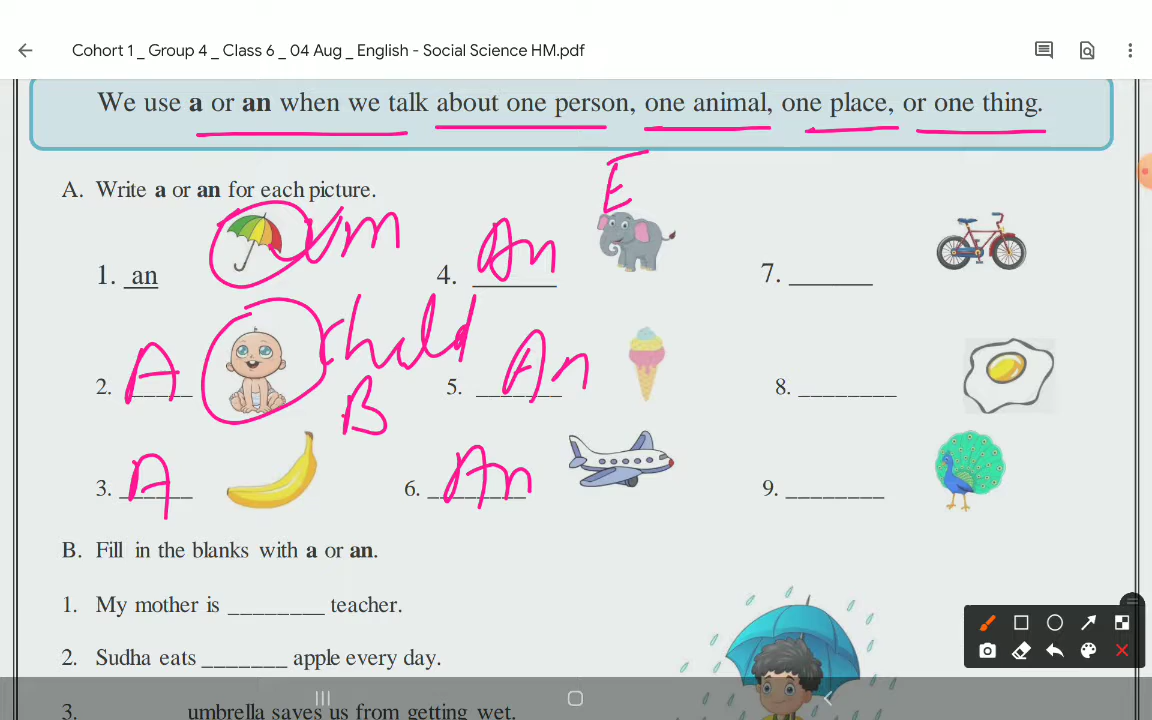 Cohort 1 _ Group 4 _ Class 6 _ 04 Aug _ English - Social Science HM.pdf
We use a or an when we talk about one person, one animal, one place, or one thing.
A. Write a or an for each picture.
E
um
1. an
4. An
7. ________
child
2. A
B
5. An
8. ________
3. A
6. An
9. ________
B. Fill in the blanks with a or an.
1. My mother is ________ teacher.
2. Sudha eats _______ apple every day.
3. ________ umbrella saves us from getting wet.